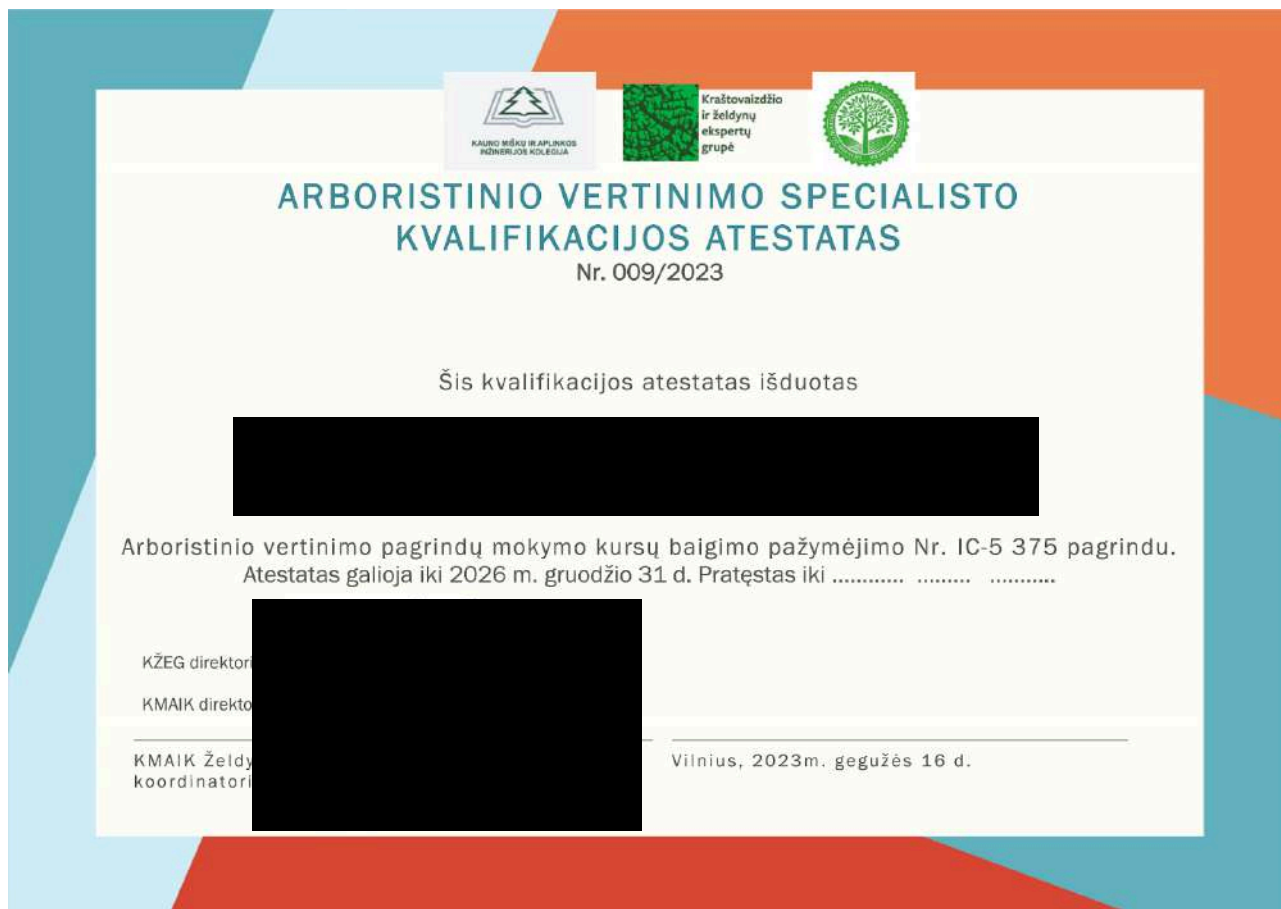 KAUNO MIŠKŲ IR APLINKOS
INŽINERIJOS KOLEGIJA
Kraštovaizdžio
ir želdynų
ekspertų
grupė
ARBORISTINIO VERTINIMO SPECIALISTO
KVALIFIKACIJOS ATESTATAS
Nr. 009/2023
Šis kvalifikacijos atestatas išduotas
Arboristinio vertinimo pagrindų mokymo kursų baigimo pažymėjimo Nr. IC-5 375 pagrindu.
Atestatas galioja iki 2026 m. gruodžio 31 d. Pratęstas iki ............ ......... ...........
KŽEG direktori
KMAIK direkto
KMAIK Želdy
koordinatori
Vilnius, 2023m. gegužės 16 d.